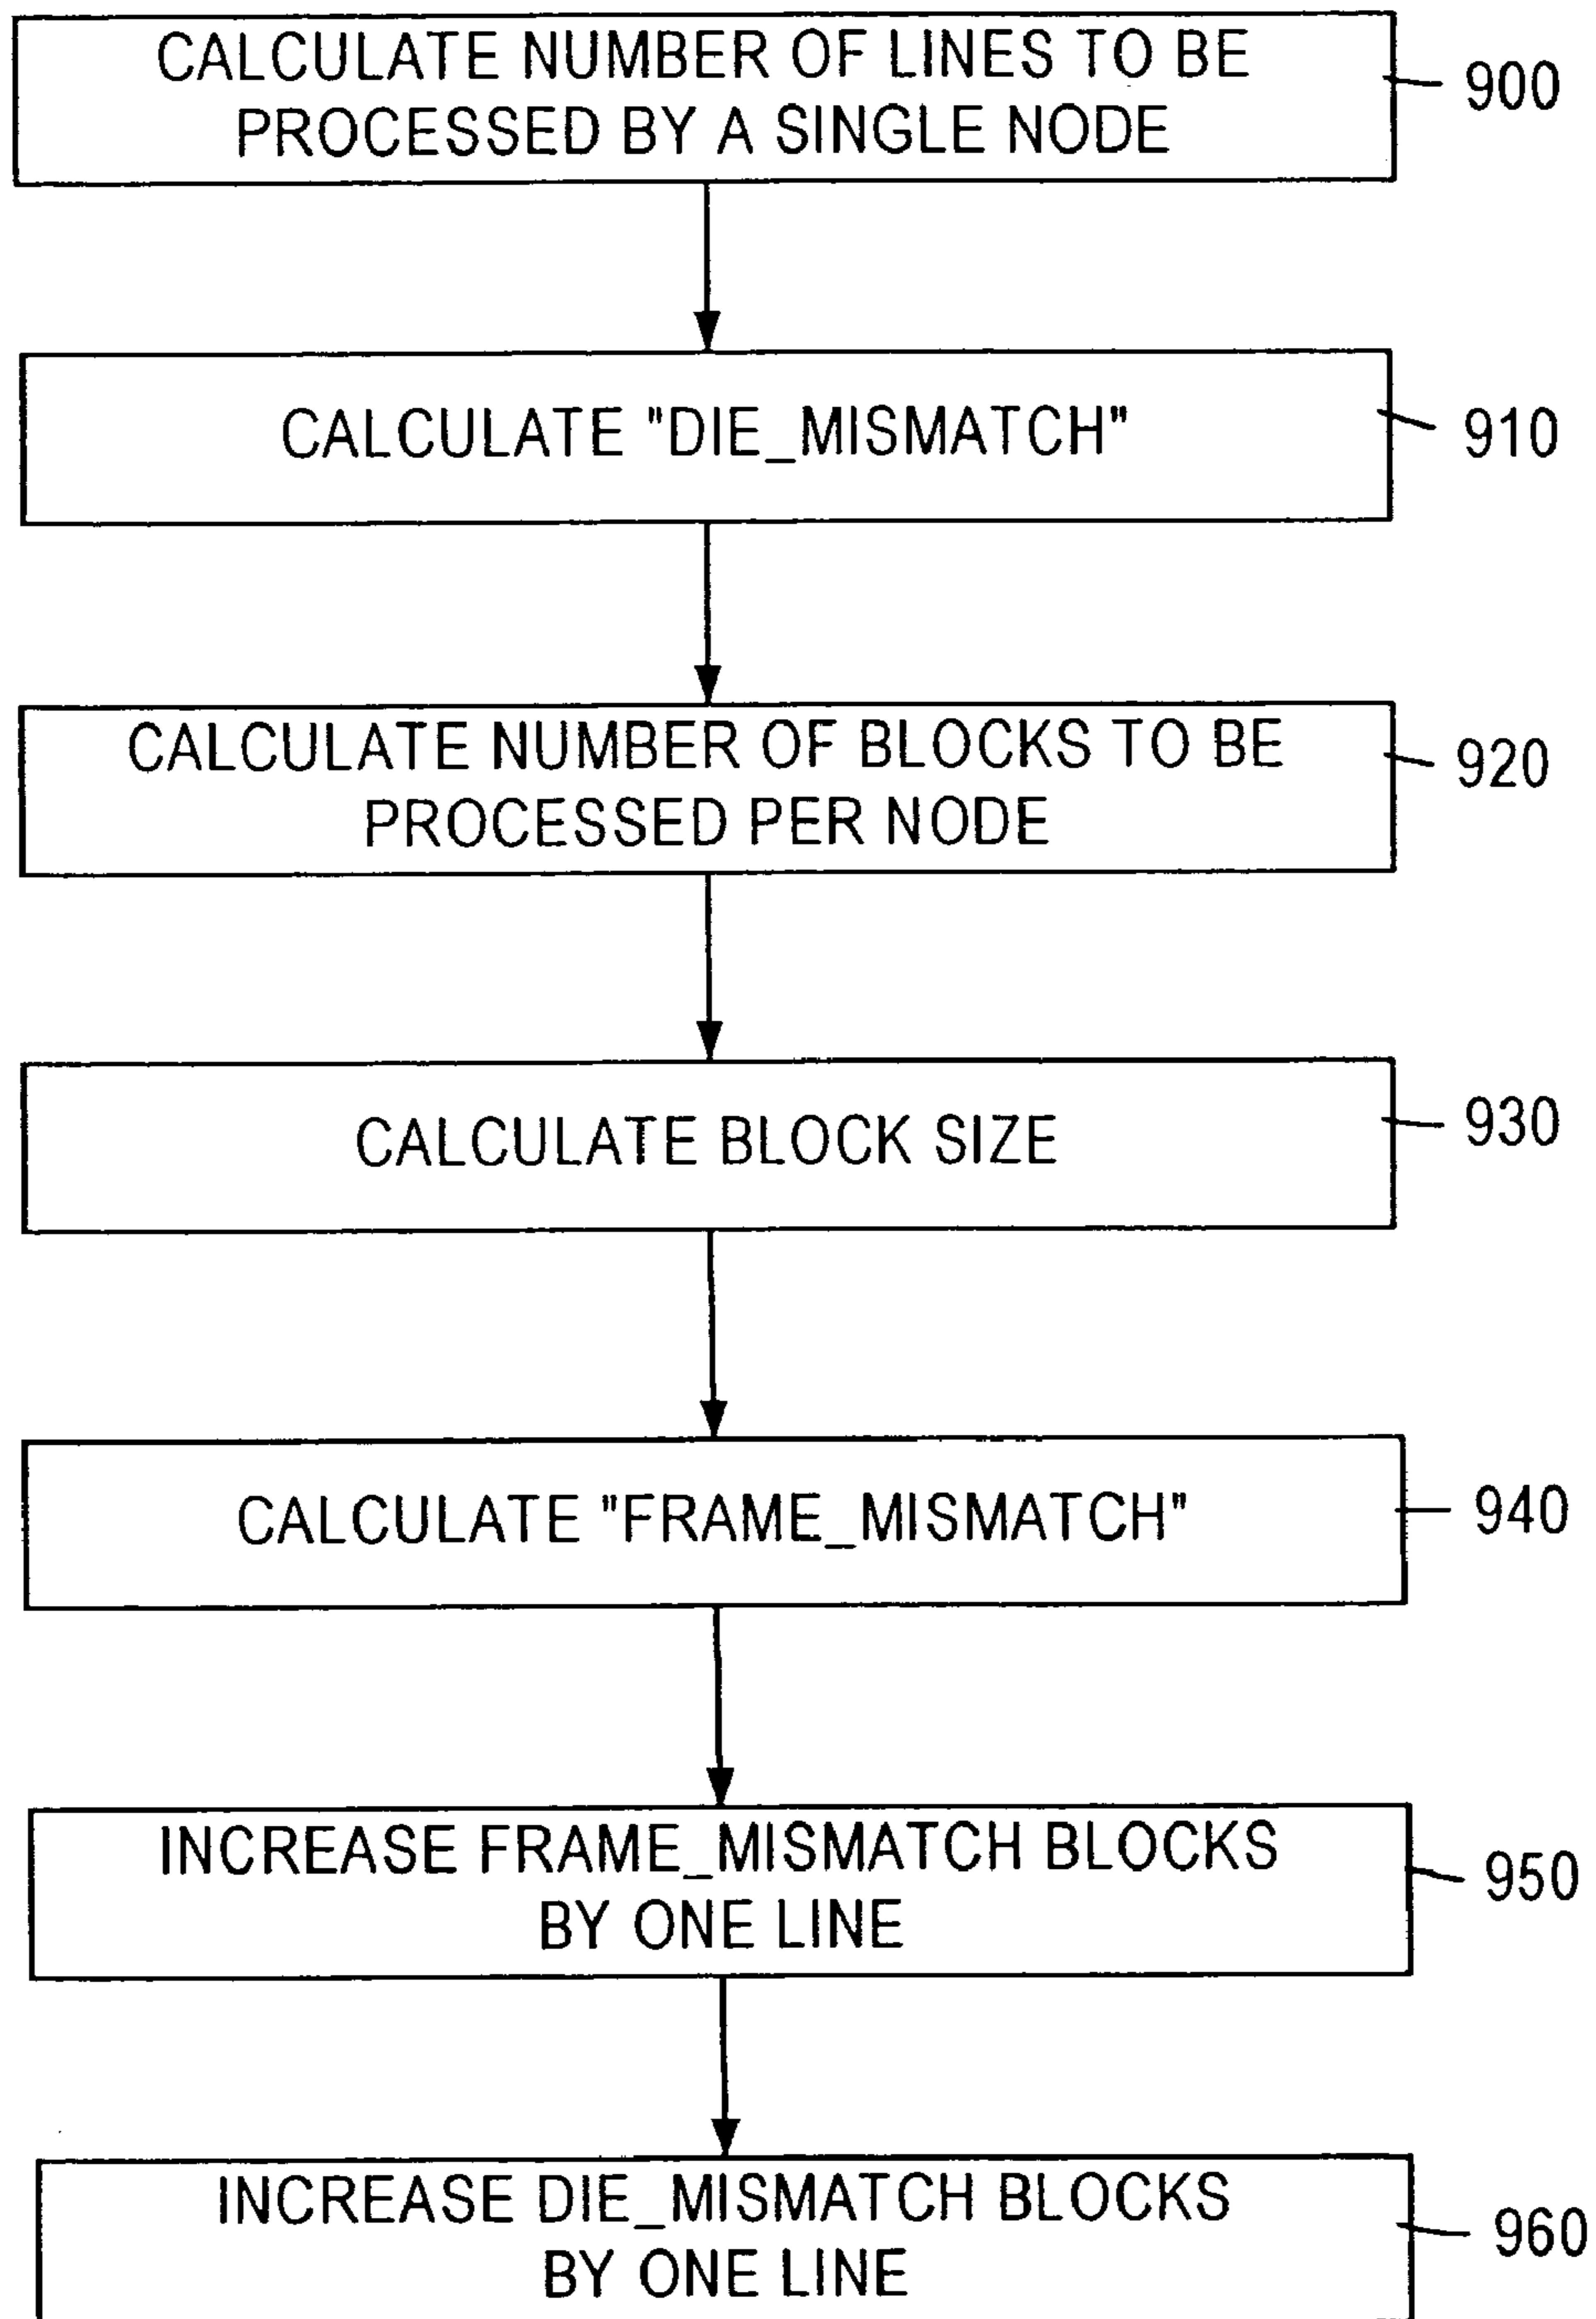 CALCULATE NUMBER OF LINES TO BE
PROCESSED BY A SINGLE NODE
900
CALCULATE "DIE_MISMATCH"
910
CALCULATE NUMBER OF BLOCKS TO BE
PROCESSED PER NODE
920
CALCULATE BLOCK SIZE
930
CALCULATE "FRAME_MISMATCH"
940
INCREASE FRAME_MISMATCH BLOCKS
BY ONE LINE
950
INCREASE DIE_MISMATCH BLOCKS
BY ONE LINE
960